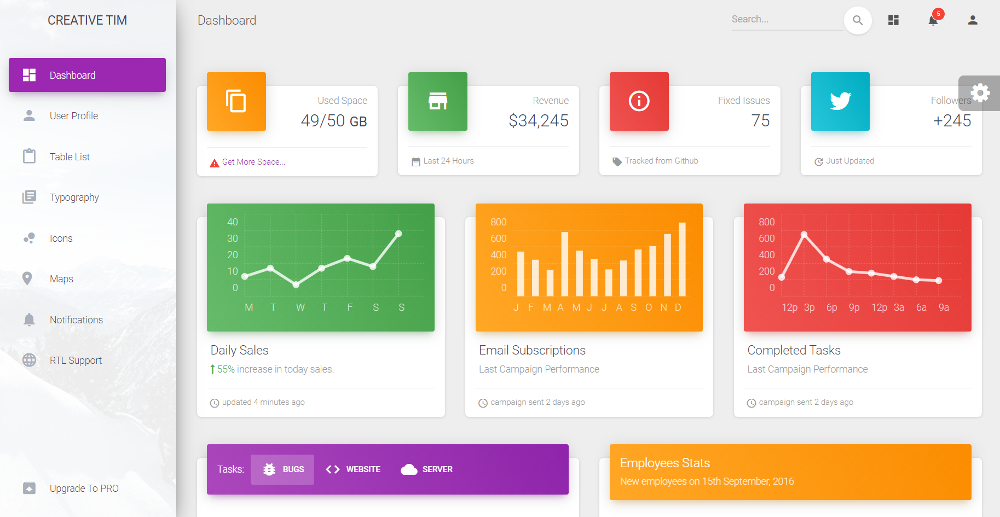 CREATIVE TIM
Dashboard
User Profile
Table List
Typography
Icons
Maps
Notifications
RTL Support
Upgrade To PRO
Dashboard
Search...
5
Used Space
49/50 GB
Get More Space...
Revenue
$34,245
Last 24 Hours
Fixed Issues
75
Tracked from Github
Followers
+245
Just Updated
40
30
20
10
0
M T W T F S S
Daily Sales
55% increase in today sales.
updated 4 minutes ago
800
600
400
200
0
J F M A M J J A S O N D
Email Subscriptions
Last Campaign Performance
campaign sent 2 days ago
800
600
400
200
0
12p 3p 6p 9p 12p 3a 6a 9a
Completed Tasks
Last Campaign Performance
campaign sent 2 days ago
Tasks: BUGS WEBSITE SERVER
Employees Stats
New employees on 15th September, 2016